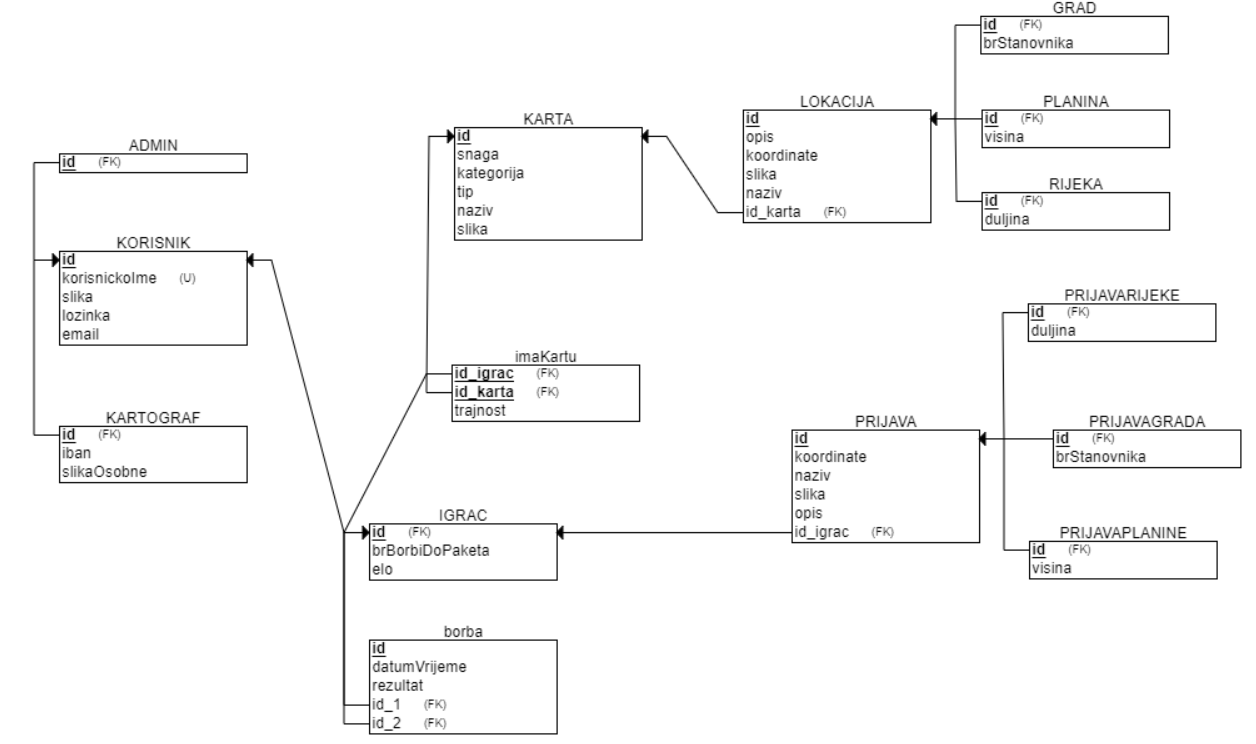 ADMIN
id (FK)
KORISNIK
id
korisnickoIme (U)
slika
lozinka
email
KARTOGRAF
id (FK)
iban
slikaOsobne
KARTA
id
snaga
kategorija
tip
naziv
slika
imaKartu
id_igrac (FK)
id_karta (FK)
trajnost
IGRAC
id (FK)
brBorbiDoPaketa
elo
borba
id
datumVrijeme
rezultat
id_1 (FK)
id_2 (FK)
LOKACIJA
id
opis
koordinate
slika
naziv
id_karta (FK)
GRAD
id (FK)
brStanovnika
PLANINA
id (FK)
visina
RIJEKA
id (FK)
duljina
PRIJAVA
id
koordinate
naziv
slika
opis
id_igrac (FK)
PRIJAVARIJEKE
id (FK)
duljina
PRIJAVAGRADA
id (FK)
brStanovnika
PRIJAVAPLANINE
id (FK)
visina